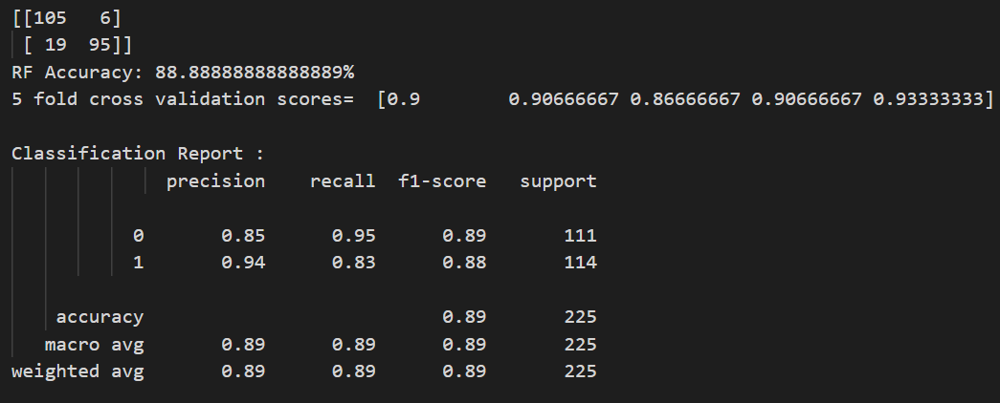 [[105   6]
 [ 19  95]]
RF Accuracy: 88.88888888888889%
5 fold cross validation scores=  [0.9        0.90666667 0.86666667 0.90666667 0.93333333]

Classification Report :
              precision    recall  f1-score   support

           0       0.85      0.95      0.89       111
           1       0.94      0.83      0.88       114

    accuracy                           0.89       225
   macro avg       0.89      0.89      0.89       225
weighted avg       0.89      0.89      0.89       225